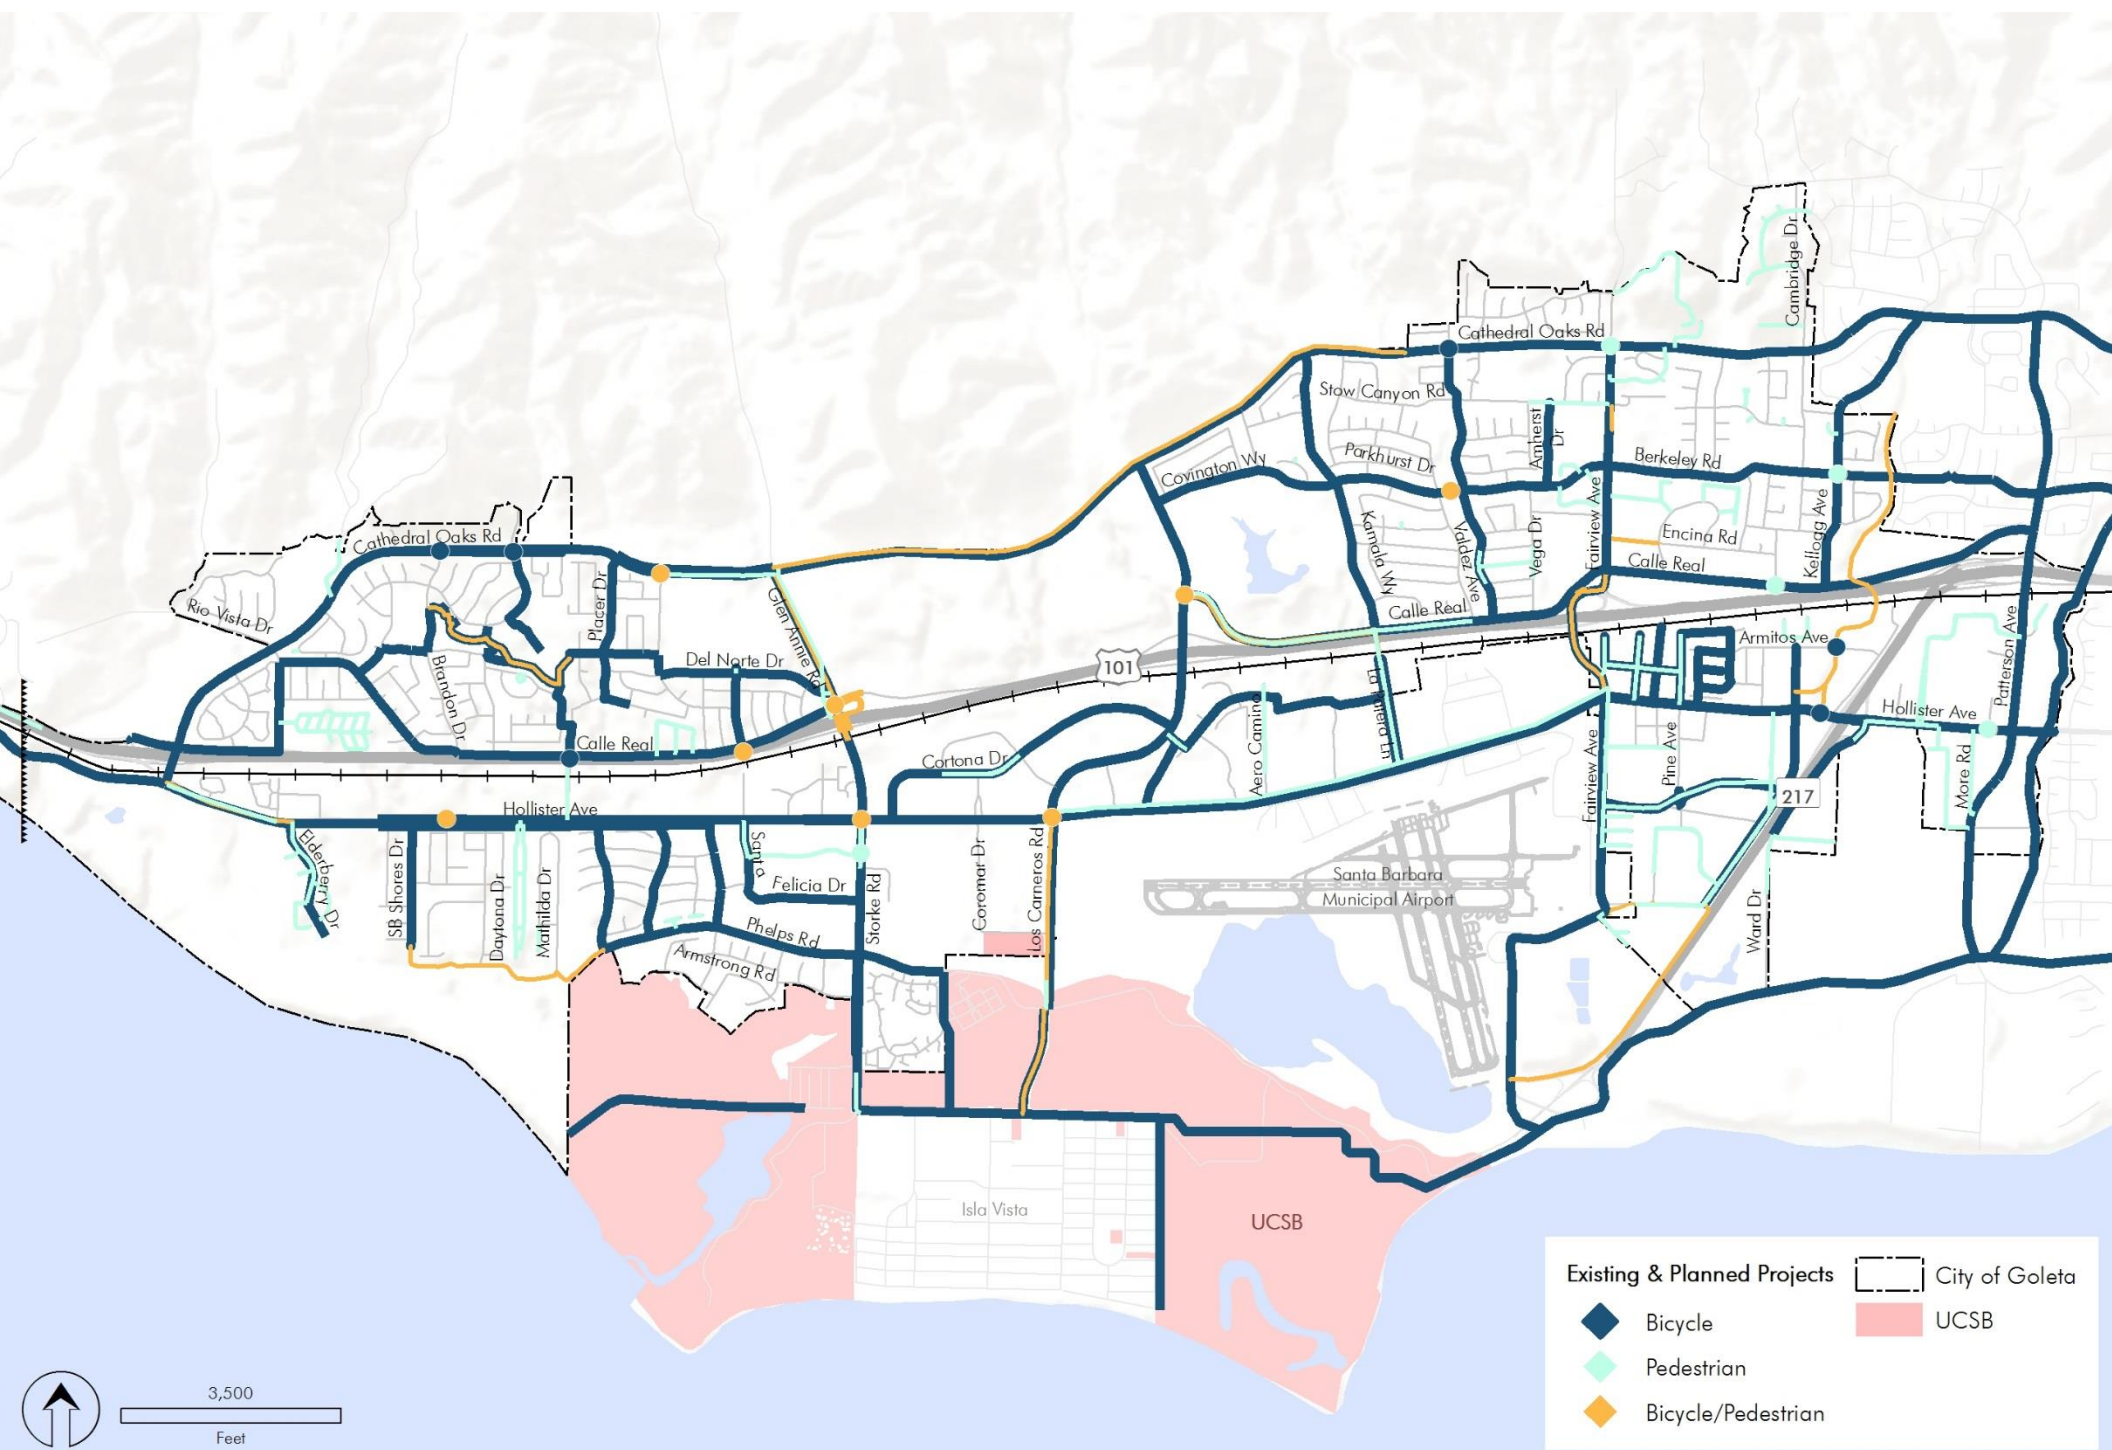 Cambridge Dr
Cathedral Oaks Rd
Stow Canyon Rd
Amherst
Dr
Parkhurst Dr
Covington Wy
Berkeley Rd
Fairview Ave
Kellogg Ave
Kamala Wy
Valdez Ave
Vega Dr
Encina Rd
Calle Real
Cathedral Oaks Rd
Rio Vista Dr
Placer Dr
Glen Annie Rd
Calle Real
Armitos Ave
Patterson Ave
Brandon Dr
Del Norte Dr
101
La Patera Ln
Aero Camino
Hollister Ave
Calle Real
Cortona Dr
Fairview Ave
Pine Ave
More Rd
217
Hollister Ave
Elderberry Dr
SB Shores Dr
Daytona Dr
Mathilda Dr
Santa
Felicia Dr
Storke Rd
Coromar Dr
Los Carneros Rd
Santa Barbara
Municipal Airport
Ward Dr
Phelps Rd
Armstrong Rd
Isla Vista
UCSB
Existing & Planned Projects
Bicycle
Pedestrian
Bicycle/Pedestrian
City of Goleta
UCSB
3,500
Feet